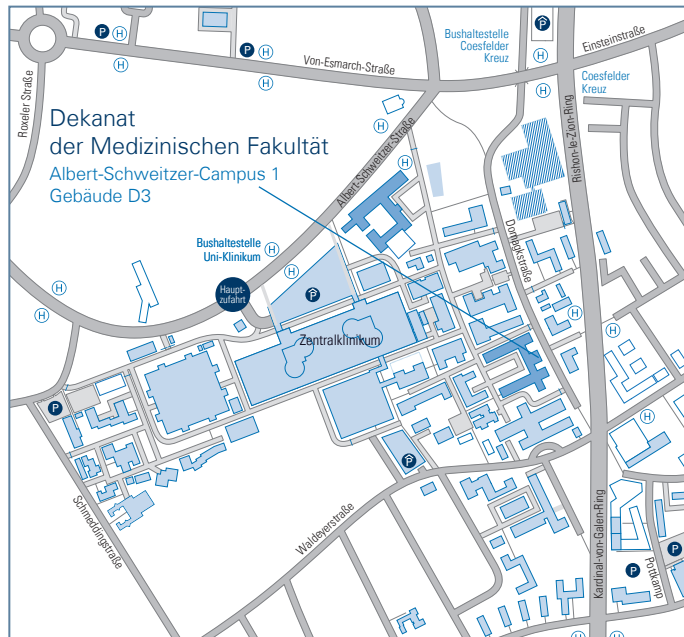 P
H
H
P
H
H
Von-Esmarch-Straße
Roxeler Straße
Bushaltestelle
Coesfelder
Kreuz
P
H
H
Einsteinstraße
Coesfelder
Kreuz
H
Rishon-le-Zion-Ring
Dekanat
der Medizinischen Fakultät
Albert-Schweitzer-Campus 1
Gebäude D3
H
H
Albert-Schweitzer-Straße
Domagkstraße
Bushaltestelle
Uni-Klinikum
H
H
Haupt-
zufahrt
P
H
H
Zentralklinikum
H
H
P
H
P
Schmeddingstraße
Waldeyerstraße
Kardinal-von-Galen-Ring
P
P
Pottkamp
H
H